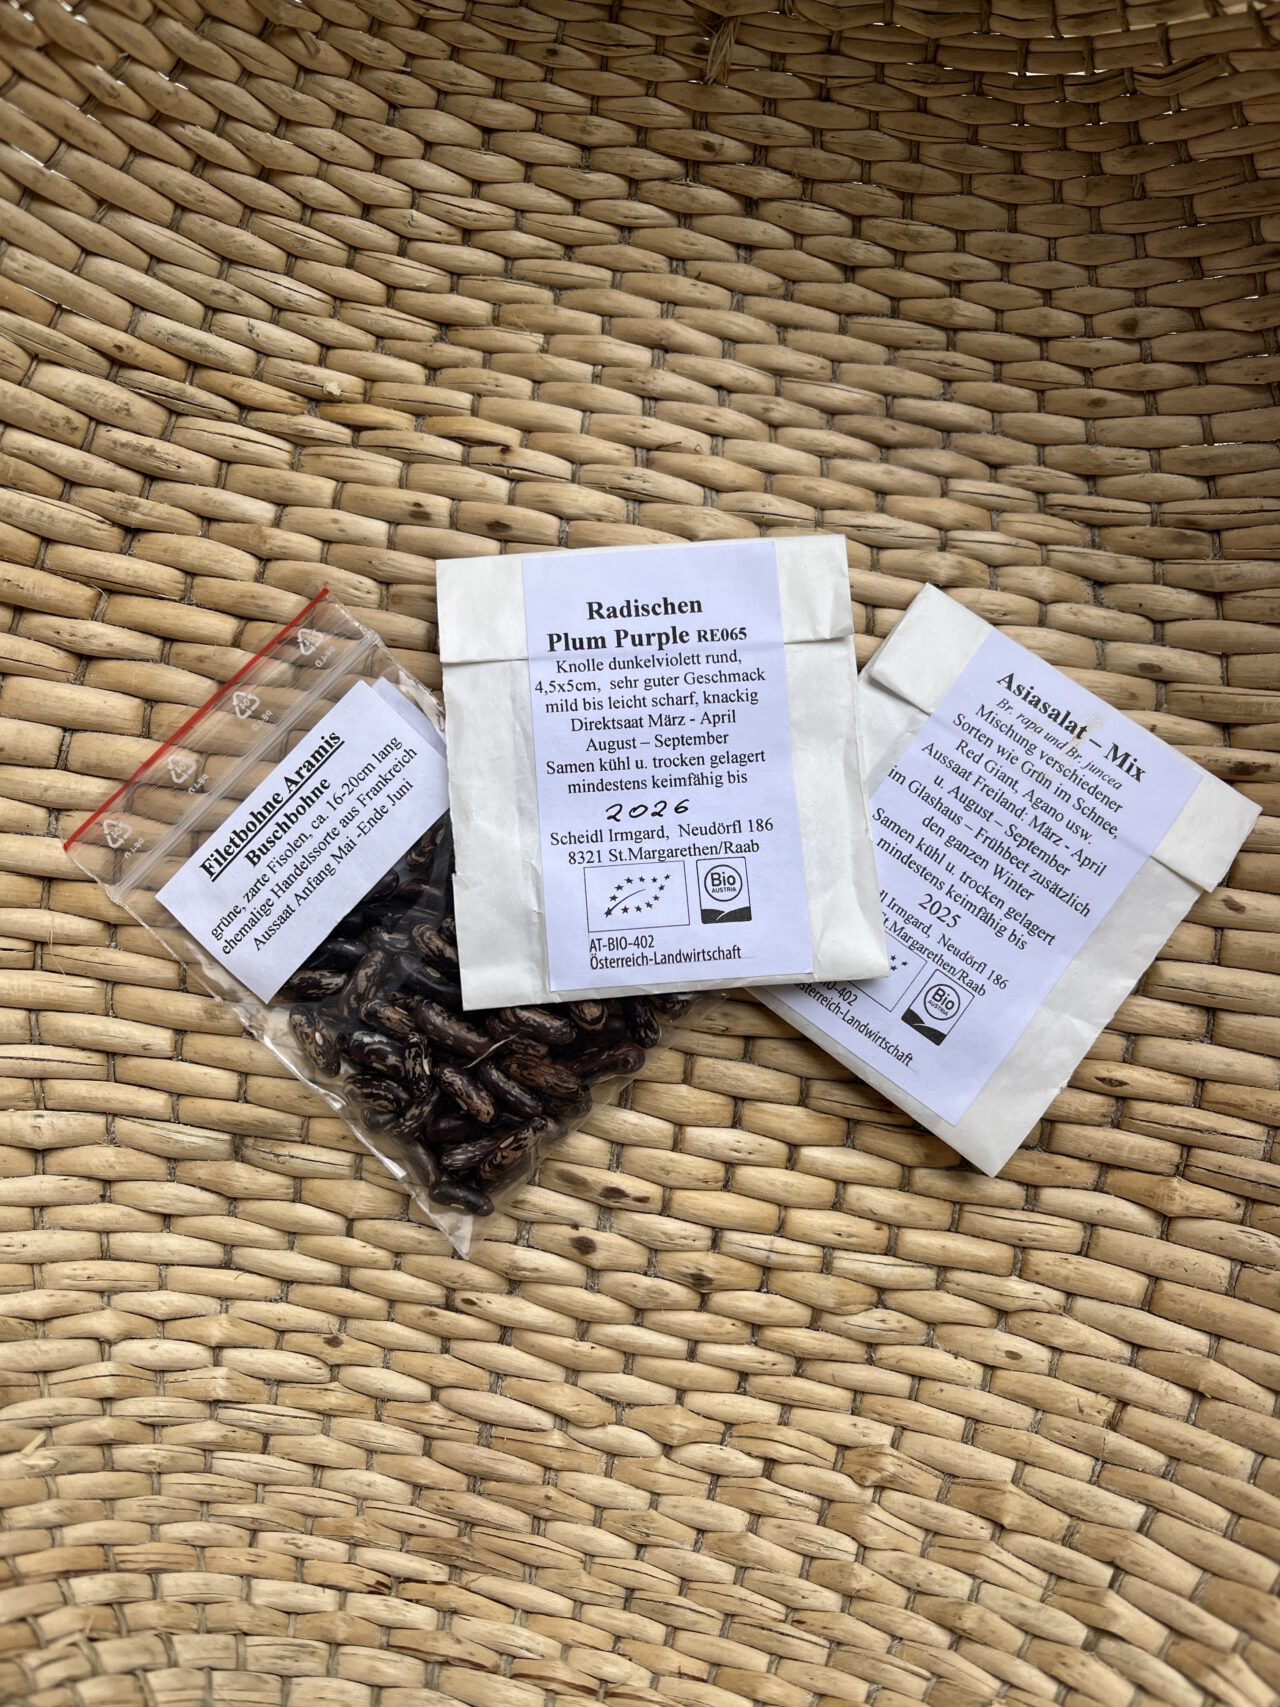 Filetbohne Aramis
Buschbohne
grüne, zarte Fisolen, ca. 16-20cm lang
ehemalige Handelssorte aus Frankreich
Aussaat Anfang Mai -Ende Juni
Radischen
Plum Purple RE065
Knolle dunkelviolett rund,
4,5x5cm, sehr guter Geschmack
mild bis leicht scharf, knackig
Direktsaat März - April
August – September
Samen kühl u. trocken gelagert
mindestens keimfähig bis
2026
Scheidl Irmgard, Neudörfl 186
8321 St.Margarethen/Raab
Bio
AUSTRIA
AT-BIO-402
Österreich-Landwirtschaft
Asiasalat – Mix
Br. rapa und Br. juncea
Mischung verschiedener
Sorten wie Grün im Schnee,
Red Giant, Agano usw.
Aussaat Freiland: März - April
u. August – September
im Glashaus – Frühbeet zusätzlich
den ganzen Winter
Samen kühl u. trocken gelagert
mindestens keimfähig bis
2025
Irmgard, Neudörfl 186
Margarethen/Raab
Bio
AUSTRIA
-402
sterreich-Landwirtschaft